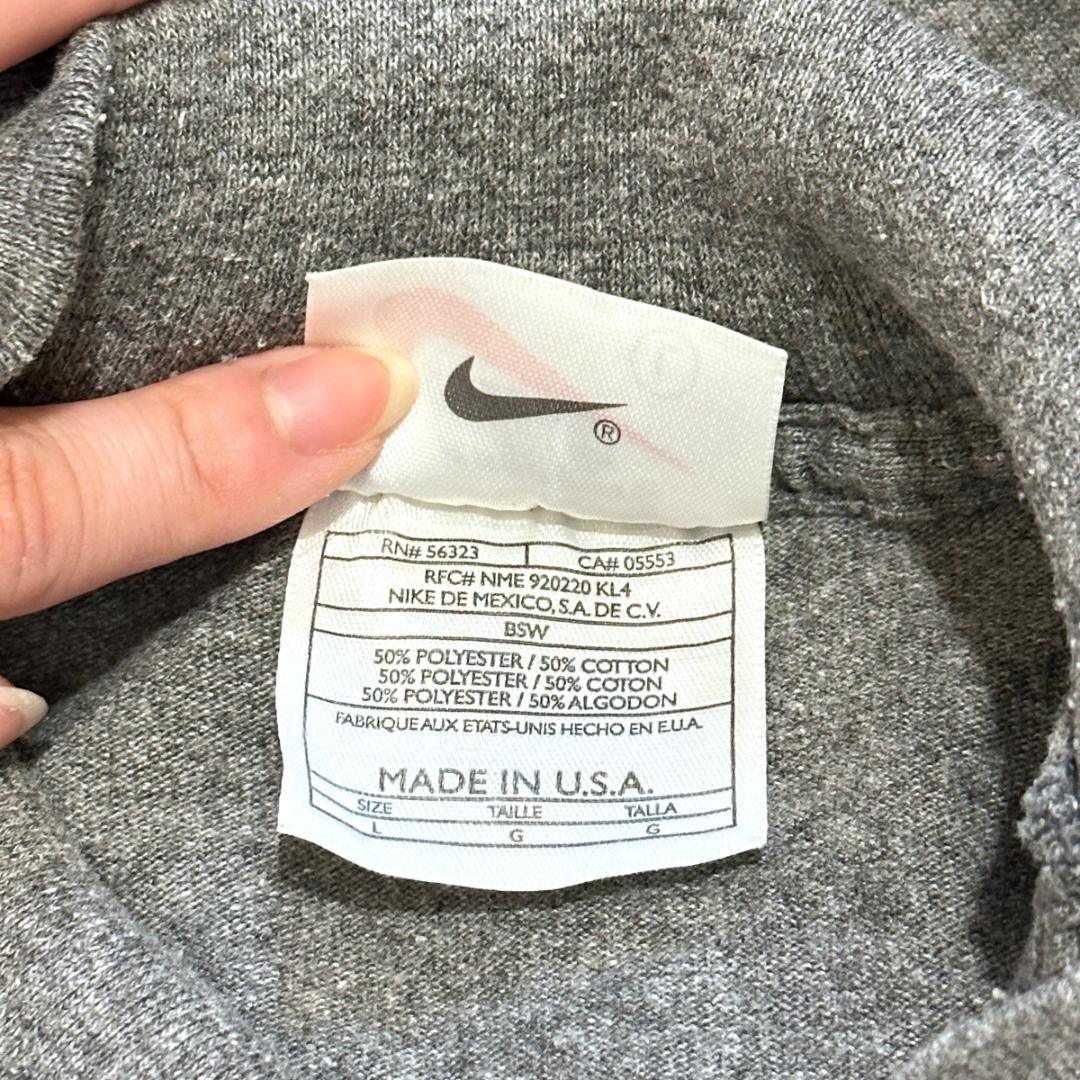 ®
RN# 56323 CA# 05553
RFC# NME 920220 KL4
NIKE DE MEXICO, S.A. DE C.V.
BSW
50% POLYESTER / 50% COTTON
50% POLYESTER / 50% COTON
50% POLYESTER / 50% ALGODON
FABRIQUE AUX ETATS-UNIS HECHO EN E.U.A.
MADE IN U.S.A.
SIZE TAILLE TALLA
L G G